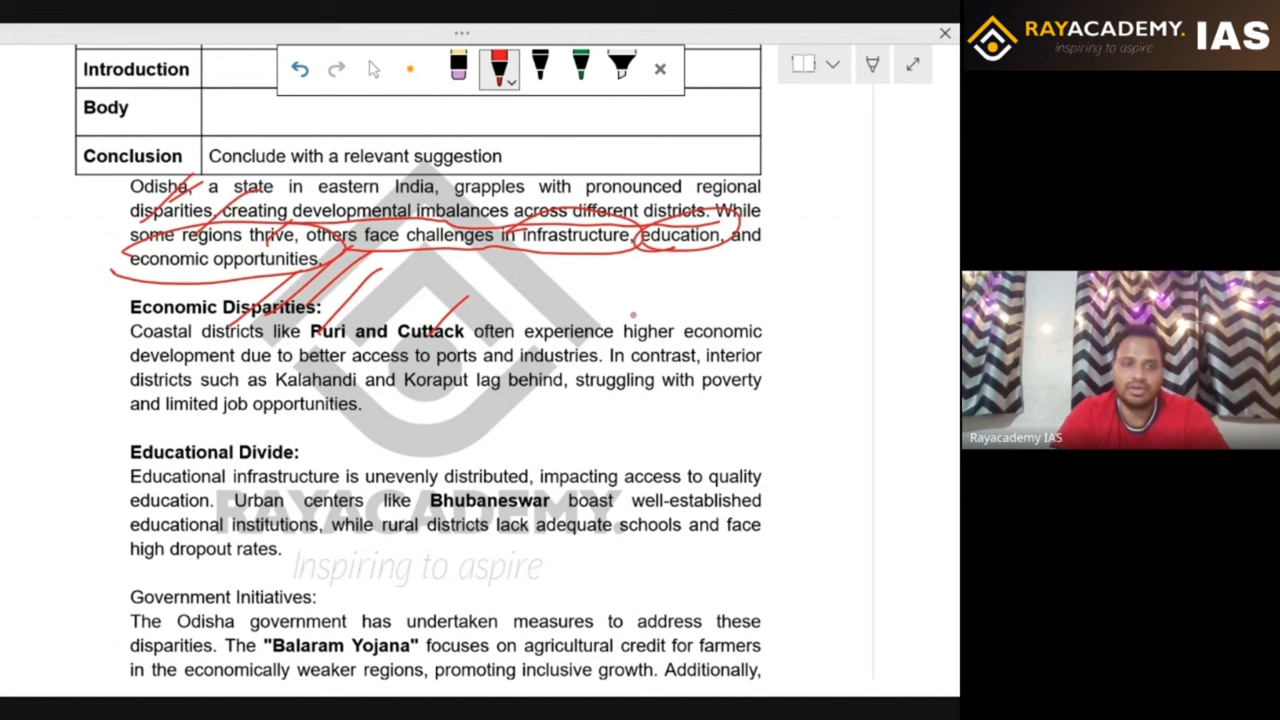 RAYACADEMY. IAS
inspiring to aspire
Introduction
Body
Conclusion Conclude with a relevant suggestion
Odisha, a state in eastern India, grapples with pronounced regional
disparities, creating developmental imbalances across different districts. While
some regions thrive, others face challenges in infrastructure, education, and
economic opportunities.
Economic Disparities:
Coastal districts like Puri and Cuttack often experience higher economic
development due to better access to ports and industries. In contrast, interior
districts such as Kalahandi and Koraput lag behind, struggling with poverty
and limited job opportunities.
Educational Divide:
Educational infrastructure is unevenly distributed, impacting access to quality
education. Urban centers like Bhubaneswar boast well-established
educational institutions, while rural districts lack adequate schools and face
high dropout rates.
RAYACADEMY.
Inspiring to aspire
Government Initiatives:
The Odisha government has undertaken measures to address these
disparities. The "Balaram Yojana" focuses on agricultural credit for farmers
in the economically weaker regions, promoting inclusive growth. Additionally,
Rayacademy IAS